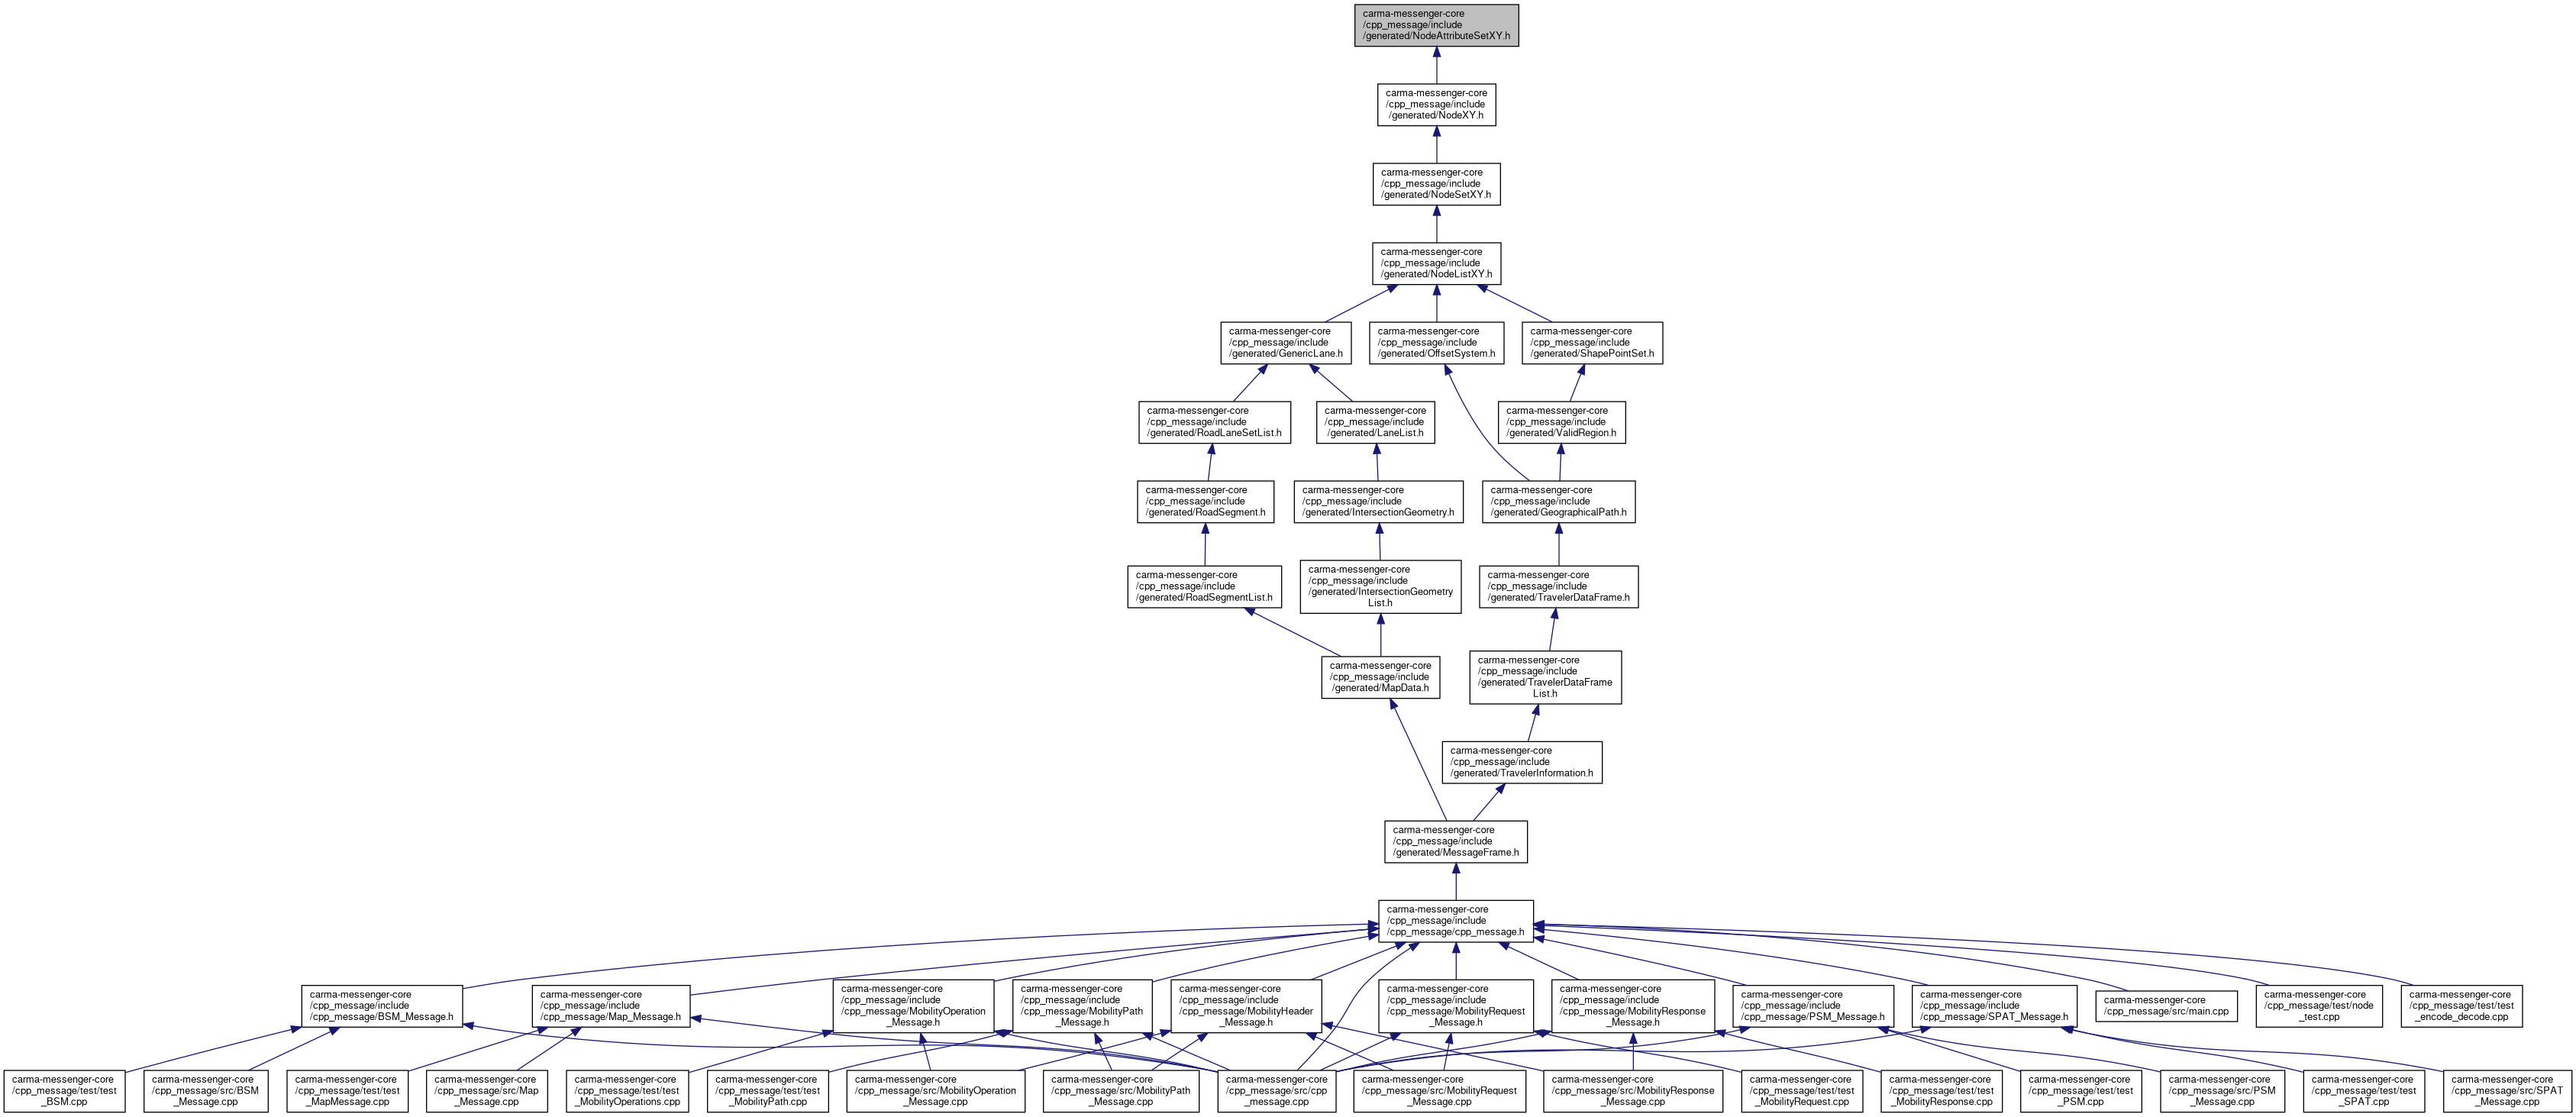 carma-messenger-core
/cpp_message/include
/generated/NodeAttributeSetXY.h
carma-messenger-core
/cpp_message/include
/generated/NodeXY.h
carma-messenger-core
/cpp_message/include
/generated/NodeSetXY.h
carma-messenger-core
/cpp_message/include
/generated/NodeListXY.h
carma-messenger-core
/cpp_message/include
/generated/GenericLane.h
carma-messenger-core
/cpp_message/include
/generated/OffsetSystem.h
carma-messenger-core
/cpp_message/include
/generated/ShapePointSet.h
carma-messenger-core
/cpp_message/include
/generated/RoadLaneSetList.h
carma-messenger-core
/cpp_message/include
/generated/LaneList.h
carma-messenger-core
/cpp_message/include
/generated/ValidRegion.h
carma-messenger-core
/cpp_message/include
/generated/RoadSegment.h
carma-messenger-core
/cpp_message/include
/generated/IntersectionGeometry.h
carma-messenger-core
/cpp_message/include
/generated/GeographicalPath.h
carma-messenger-core
/cpp_message/include
/generated/RoadSegmentList.h
carma-messenger-core
/cpp_message/include
/generated/IntersectionGeometry
List.h
carma-messenger-core
/cpp_message/include
/generated/TravelerDataFrame.h
carma-messenger-core
/cpp_message/include
/generated/MapData.h
carma-messenger-core
/cpp_message/include
/generated/TravelerDataFrame
List.h
carma-messenger-core
/cpp_message/include
/generated/TravelerInformation.h
carma-messenger-core
/cpp_message/include
/generated/MessageFrame.h
carma-messenger-core
/cpp_message/include
/cpp_message/cpp_message.h
carma-messenger-core
/cpp_message/include
/cpp_message/BSM_Message.h
carma-messenger-core
/cpp_message/include
/cpp_message/Map_Message.h
carma-messenger-core
/cpp_message/include
/cpp_message/MobilityOperation
_Message.h
carma-messenger-core
/cpp_message/include
/cpp_message/MobilityPath
_Message.h
carma-messenger-core
/cpp_message/include
/cpp_message/MobilityHeader
_Message.h
carma-messenger-core
/cpp_message/include
/cpp_message/MobilityRequest
_Message.h
carma-messenger-core
/cpp_message/include
/cpp_message/MobilityResponse
_Message.h
carma-messenger-core
/cpp_message/include
/cpp_message/PSM_Message.h
carma-messenger-core
/cpp_message/include
/cpp_message/SPAT_Message.h
carma-messenger-core
/cpp_message/src/main.cpp
carma-messenger-core
/cpp_message/test/node
_test.cpp
carma-messenger-core
/cpp_message/test/test
_encode_decode.cpp
carma-messenger-core
/cpp_message/test/test
_BSM.cpp
carma-messenger-core
/cpp_message/src/BSM
_Message.cpp
carma-messenger-core
/cpp_message/test/test
_MapMessage.cpp
carma-messenger-core
/cpp_message/src/Map
_Message.cpp
carma-messenger-core
/cpp_message/test/test
_MobilityOperations.cpp
carma-messenger-core
/cpp_message/test/test
_MobilityPath.cpp
carma-messenger-core
/cpp_message/src/MobilityOperation
_Message.cpp
carma-messenger-core
/cpp_message/src/MobilityPath
_Message.cpp
carma-messenger-core
/cpp_message/src/cpp
_message.cpp
carma-messenger-core
/cpp_message/src/MobilityRequest
_Message.cpp
carma-messenger-core
/cpp_message/src/MobilityResponse
_Message.cpp
carma-messenger-core
/cpp_message/test/test
_MobilityRequest.cpp
carma-messenger-core
/cpp_message/test/test
_MobilityResponse.cpp
carma-messenger-core
/cpp_message/test/test
_PSM.cpp
carma-messenger-core
/cpp_message/src/PSM
_Message.cpp
carma-messenger-core
/cpp_message/test/test
_SPAT.cpp
carma-messenger-core
/cpp_message/src/SPAT
_Message.cpp